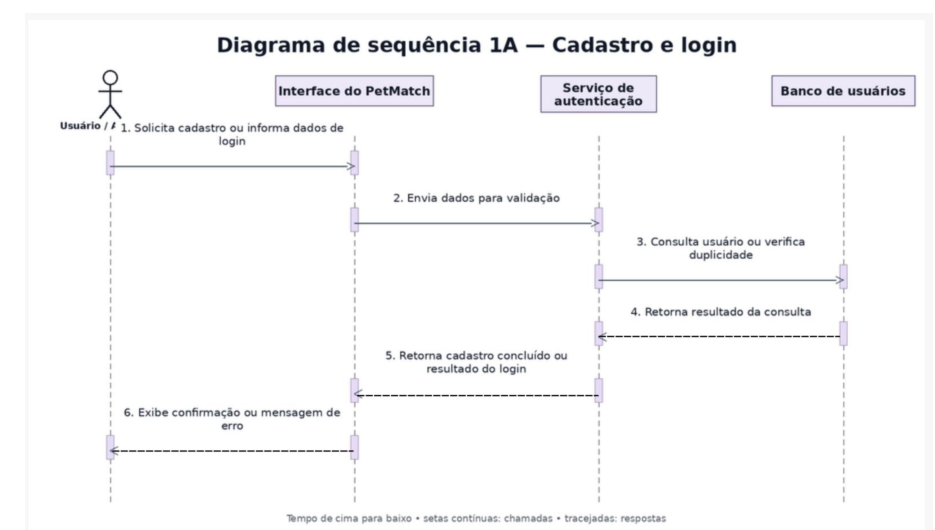 Diagrama de sequência 1A — Cadastro e login
Interface do PetMatch
Serviço de
autenticação
Banco de usuários
Usuário /
1. Solicita cadastro ou informa dados de
login
2. Envia dados para validação
3. Consulta usuário ou verifica
duplicidade
4. Retorna resultado da consulta
5. Retorna cadastro concluído ou
resultado do login
6. Exibe confirmação ou mensagem de
erro
Tempo de cima para baixo • setas contínuas: chamadas • tracejadas: respostas